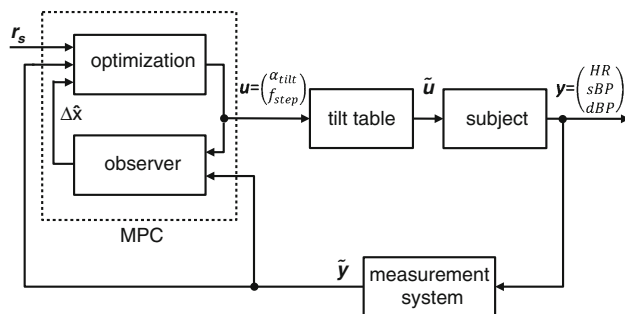 r_s
optimization
Δx̂
observer
MPC
u=(α_tilt
f_step)
tilt table
ũ
subject
y=(HR
sBP
dBP)
ỹ
measurement
system